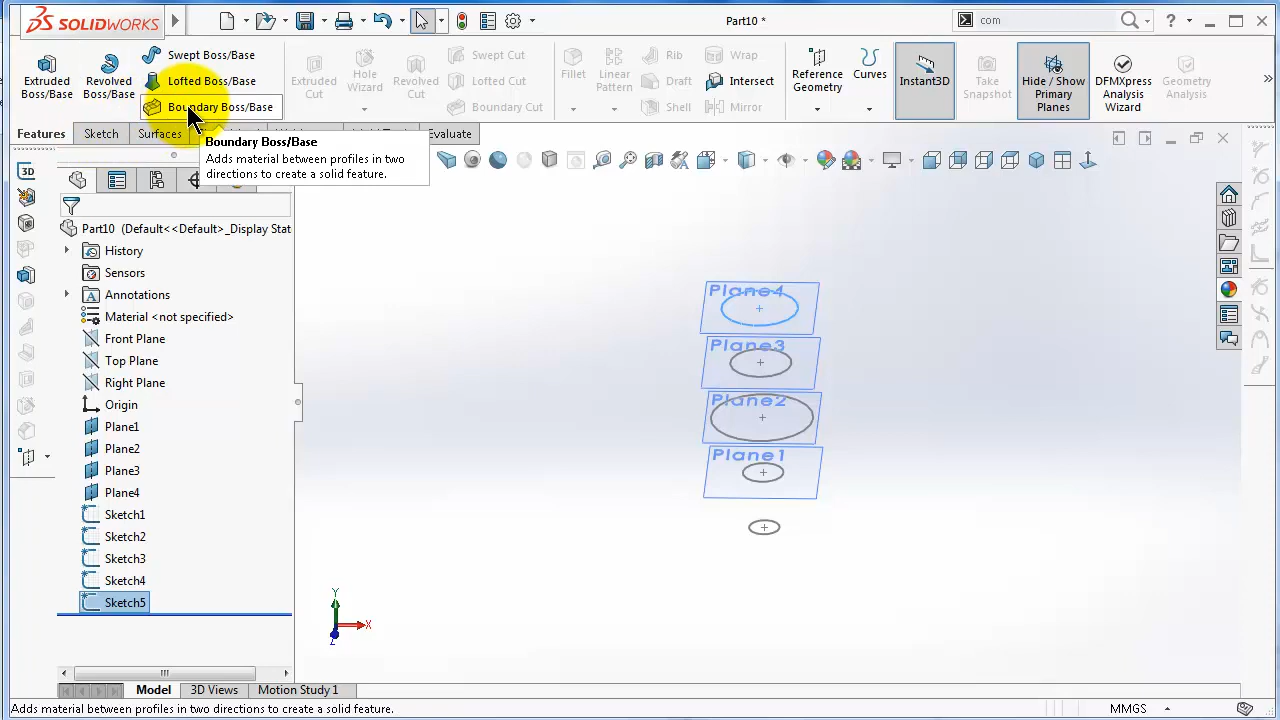 SOLIDWORKS
Part10 *
com
Extruded Boss/Base
Revolved Boss/Base
Swept Boss/Base
Lofted Boss/Base
Boundary Boss/Base
Extruded Cut
Hole Wizard
Revolved Cut
Swept Cut
Lofted Cut
Boundary Cut
Fillet
Linear Pattern
Rib
Draft
Shell
Wrap
Intersect
Mirror
Reference Geometry
Curves
Instant3D
Take Snapshot
Hide / Show Primary Planes
DFMXpress Analysis Wizard
Geometry Analysis
Features
Sketch
Surfaces
Evaluate
Boundary Boss/Base
Adds material between profiles in two
directions to create a solid feature.
3D
Part10 (Default<<Default>_Display Stat
History
Sensors
Annotations
Material <not specified>
Front Plane
Top Plane
Right Plane
Origin
Plane1
Plane2
Plane3
Plane4
Sketch1
Sketch2
Sketch3
Sketch4
Sketch5
Plane4
Plane3
Plane2
Plane1
Y
X
Z
Model
3D Views
Motion Study 1
Adds material between profiles in two directions to create a solid feature.
MMGS